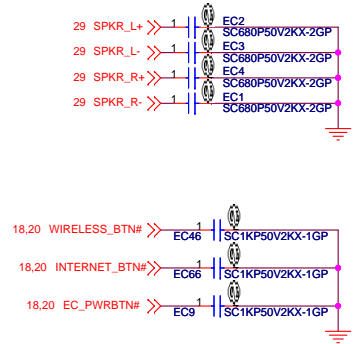 29 SPKR_L+ 1 EC2
SC680P50V2KX-2GP
29 SPKR_L- 1 EC3
SC680P50V2KX-2GP
29 SPKR_R+ 1 EC4
SC680P50V2KX-2GP
29 SPKR_R- 1 EC1
SC680P50V2KX-2GP
18,20 WIRELESS_BTN# 1
EC46 SC1KP50V2KX-1GP
18,20 INTERNET_BTN# 1
EC66 SC1KP50V2KX-1GP
18,20 EC_PWRBTN# 1
EC9 SC1KP50V2KX-1GP